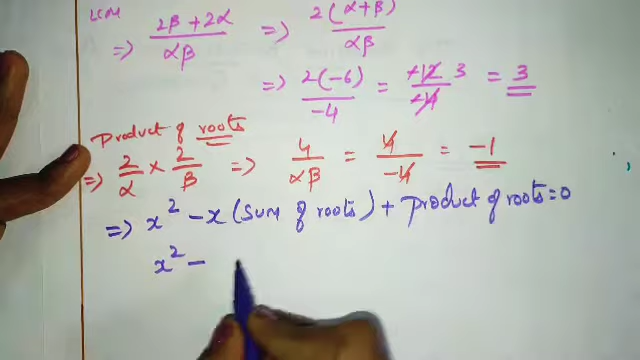 LCM
=> 2β + 2α / αβ => 2(α+β) / αβ
=> 2(-6) / -4 = +12 / +4 3 = 3
Product of roots
=> 2/α × 2/β => 4/αβ = 4/-4 = -1
=> x² - x (Sum of roots) + product of roots = 0
x² -